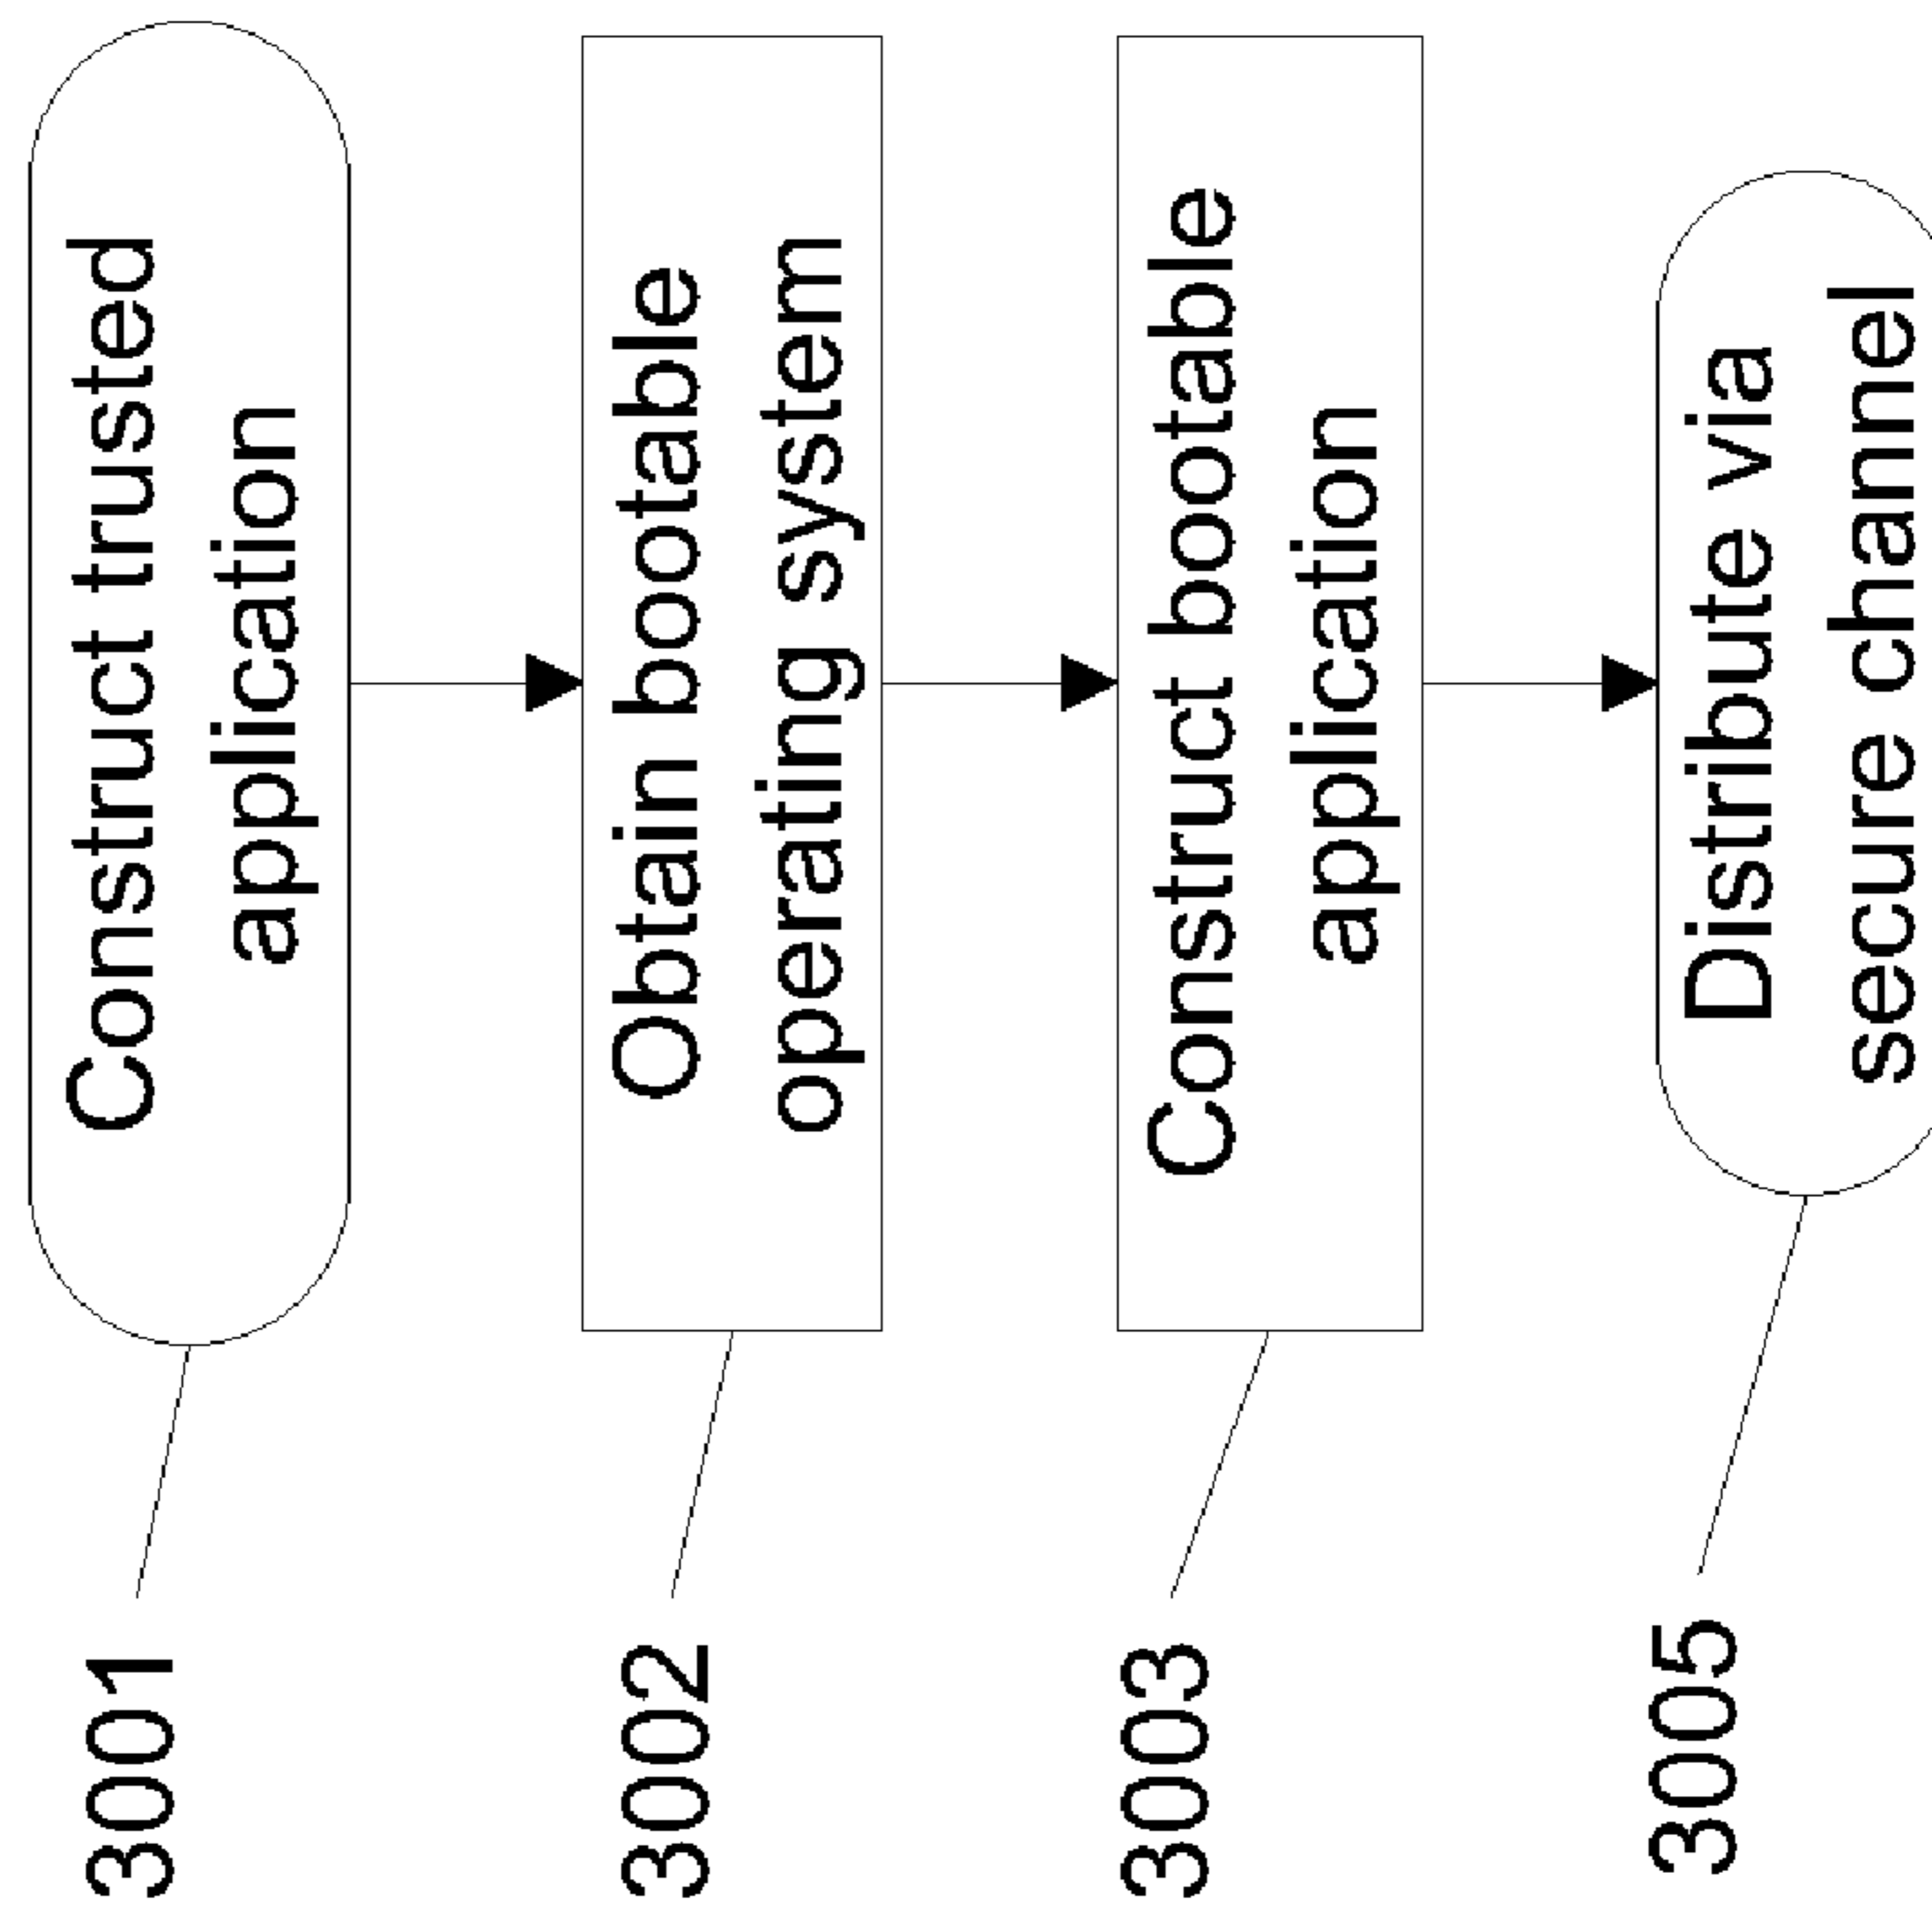 3001
Construct trusted
application
3002
Obtain bootable
operating system
3003
Construct bootable
application
3005
Distribute via
secure channel